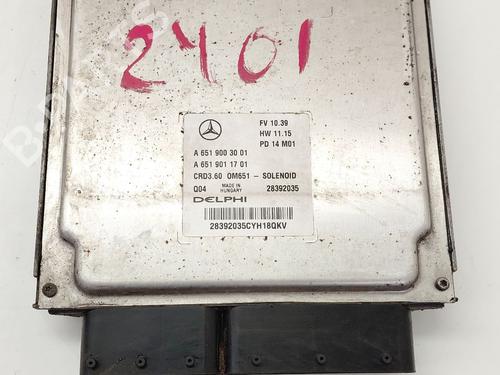 2401
FV 10.39
HW 11.15
PD 14 M01
A 651 900 30 01
A 651 901 17 01
CRD3.60 OM651 - SOLENOID
Q04 MADE IN HUNGARY 28392035
DELPHI
28392035CYH18QKV